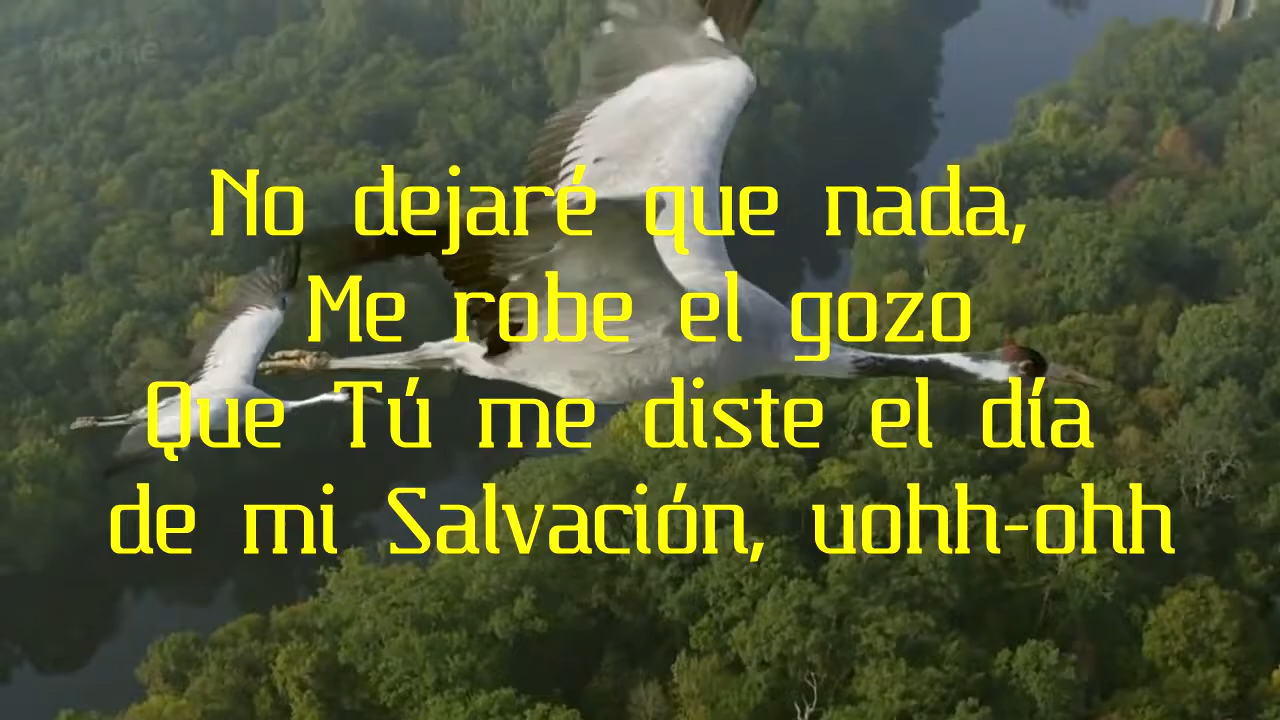 No dejaré que nada,
Me robe el gozo
Que Tú me diste el día
de mi Salvación, uohh-ohh